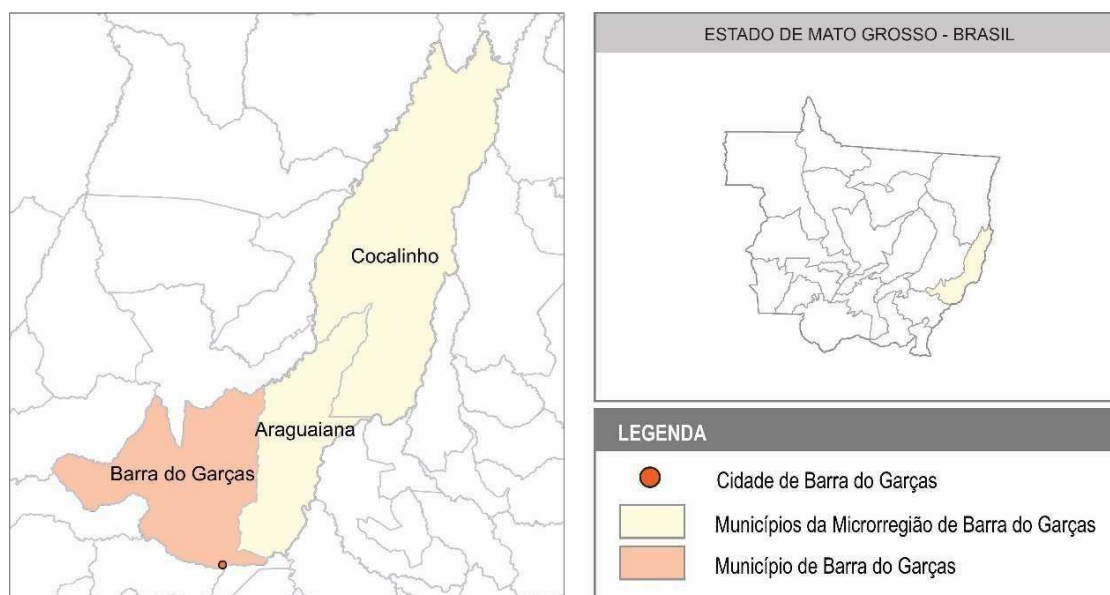 Cocalinho
Araguaiana
Barra do Garças
ESTADO DE MATO GROSSO - BRASIL
LEGENDA
Cidade de Barra do Garças
Municípios da Microrregião de Barra do Garças
Município de Barra do Garças